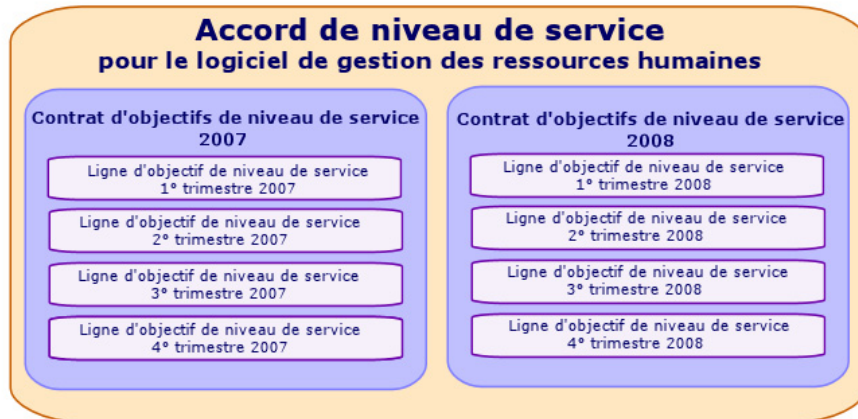 Accord de niveau de service
pour le logiciel de gestion des ressources humaines
Contrat d'objectifs de niveau de service
2007
Ligne d'objectif de niveau de service
1° trimestre 2007
Ligne d'objectif de niveau de service
2° trimestre 2007
Ligne d'objectif de niveau de service
3° trimestre 2007
Ligne d'objectif de niveau de service
4° trimestre 2007
Contrat d'objectifs de niveau de service
2008
Ligne d'objectif de niveau de service
1° trimestre 2008
Ligne d'objectif de niveau de service
2° trimestre 2008
Ligne d'objectif de niveau de service
3° trimestre 2008
Ligne d'objectif de niveau de service
4° trimestre 2008